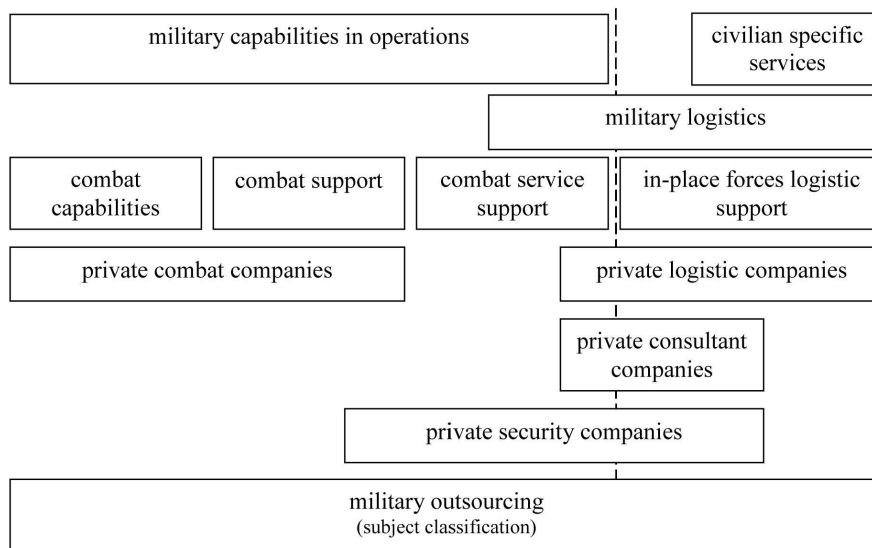 military capabilities in operations
civilian specific
services
military logistics
combat
capabilities
combat support
combat service
support
in-place forces logistic
support
private combat companies
private logistic companies
private consultant
companies
private security companies
military outsourcing
(subject classification)